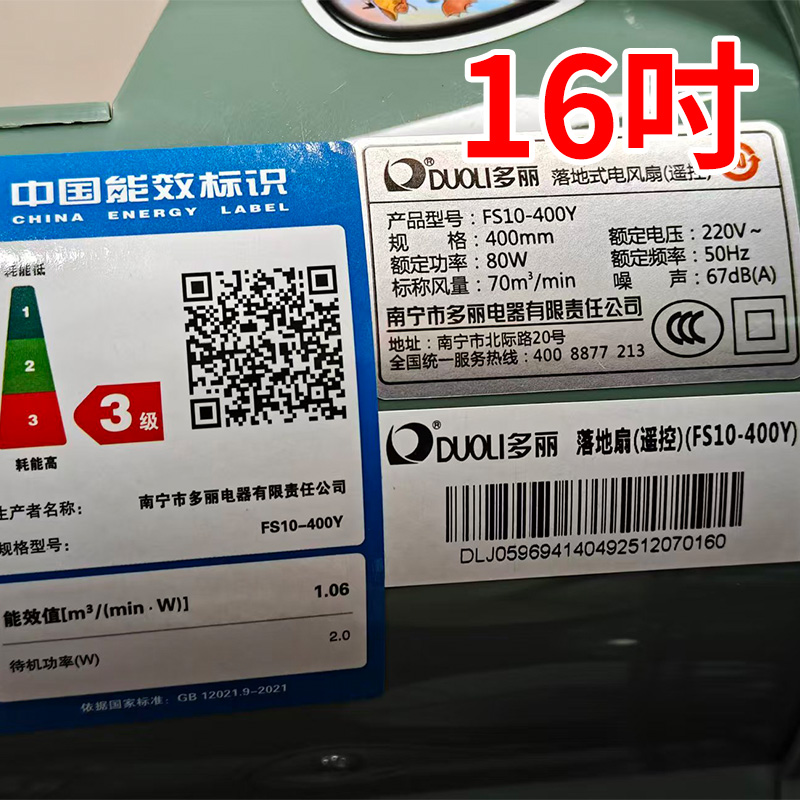 16吋
中国能效标识
CHINA ENERGY LABEL
耗能低
1
2
3
3级
耗能高
生产者名称：
南宁市多丽电器有限责任公司
规格型号：
FS10-400Y
能效值[m³/(min·W)]
1.06
待机功率(W)
2.0
依据国家标准：GB 12021.9-2021
DUOLI多丽® 落地式电风扇(遥控)
产品型号：FS10-400Y
规 格：400mm 额定电压：220V~
额定功率：80W 额定频率：50Hz
标称风量：70m³/min 噪 声：67dB(A)
南宁市多丽电器有限责任公司
地址：南宁市北际路20号
全国统一服务热线：400 8877 213
CCC
DUOLI多丽® 落地扇(遥控)(FS10-400Y)
DLJ059694140492512070160